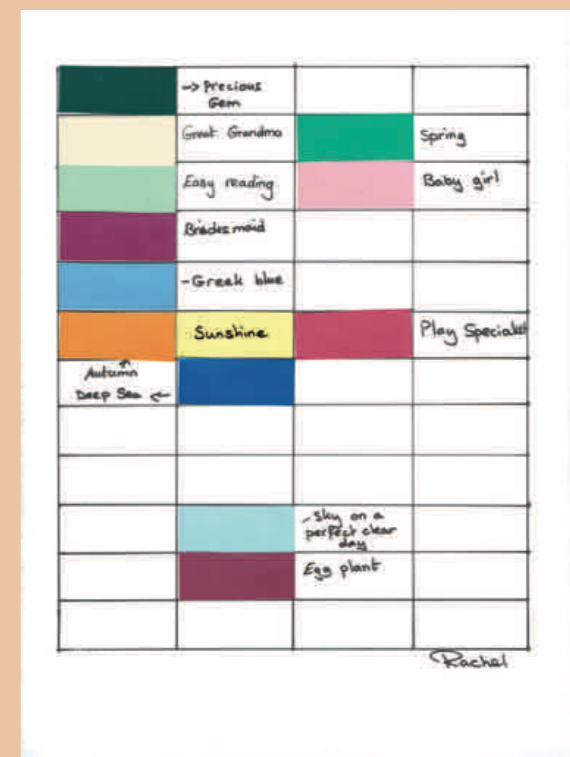 -> Precious
Gem
Great Grandma
Spring
Easy reading
Baby girl
Bridesmaid
-Greek blue
Sunshine
Play Specialist
Autumn
Deep Sea <-
-Sky on a
perfect clear
day
Egg plant
Rachel